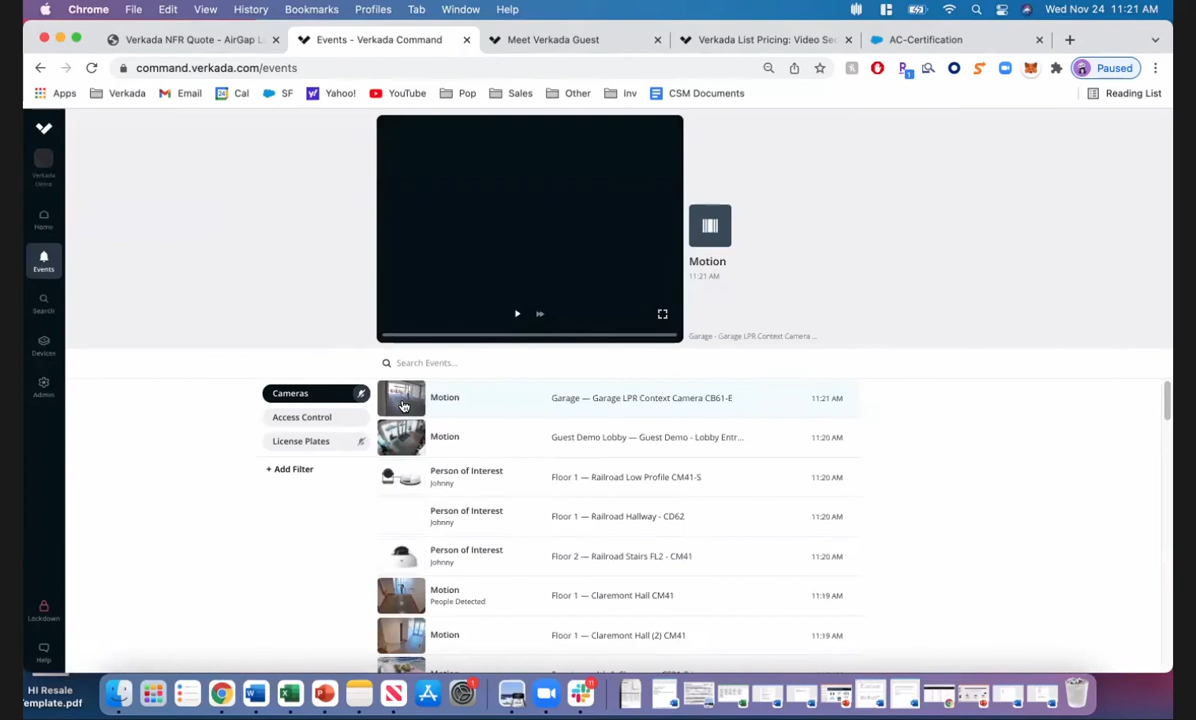 Chrome File Edit View History Bookmarks Profiles Tab Window Help Wed Nov 24 11:21 AM
Verkada NFR Quote - AirGap L Events - Verkada Command Meet Verkada Guest Verkada List Pricing: Video Sec AC-Certification
command.verkada.com/events Paused
Apps Verkada Email Cal SF Yahoo! YouTube Pop Sales Other Inv CSM Documents Reading List
Verkada
Demo
Home
Events
Search
Devices
Admin
Lockdown
Help
Motion
11:21 AM
Garage - Garage LPR Context Camera ...
Search Events...
Cameras
Access Control
License Plates
+ Add Filter
Motion Garage — Garage LPR Context Camera CB61-E 11:21 AM
Motion Guest Demo Lobby — Guest Demo - Lobby Entr... 11:20 AM
Person of Interest
Johnny Floor 1 — Railroad Low Profile CM41-S 11:20 AM
Person of Interest
Johnny Floor 1 — Railroad Hallway - CD62 11:20 AM
Person of Interest
Johnny Floor 2 — Railroad Stairs FL2 - CM41 11:20 AM
Motion
People Detected Floor 1 — Claremont Hall CM41 11:19 AM
Motion Floor 1 — Claremont Hall (2) CM41 11:19 AM
HI Resale
Template.pdf
1
11